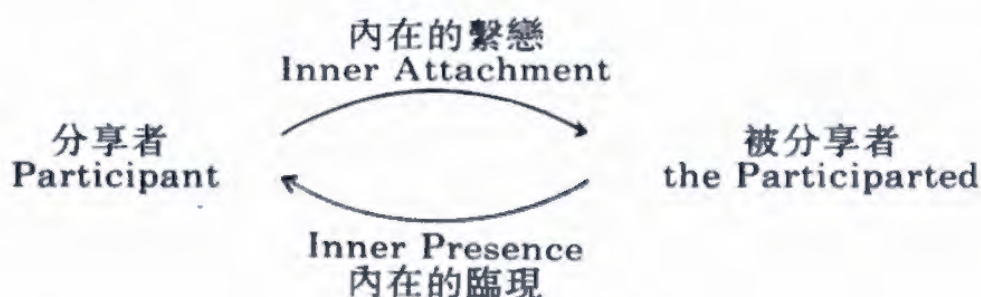 內在的繫戀
Inner Attachment
分享者
Participant
被分享者
the Participarted
Inner Presence
內在的臨現